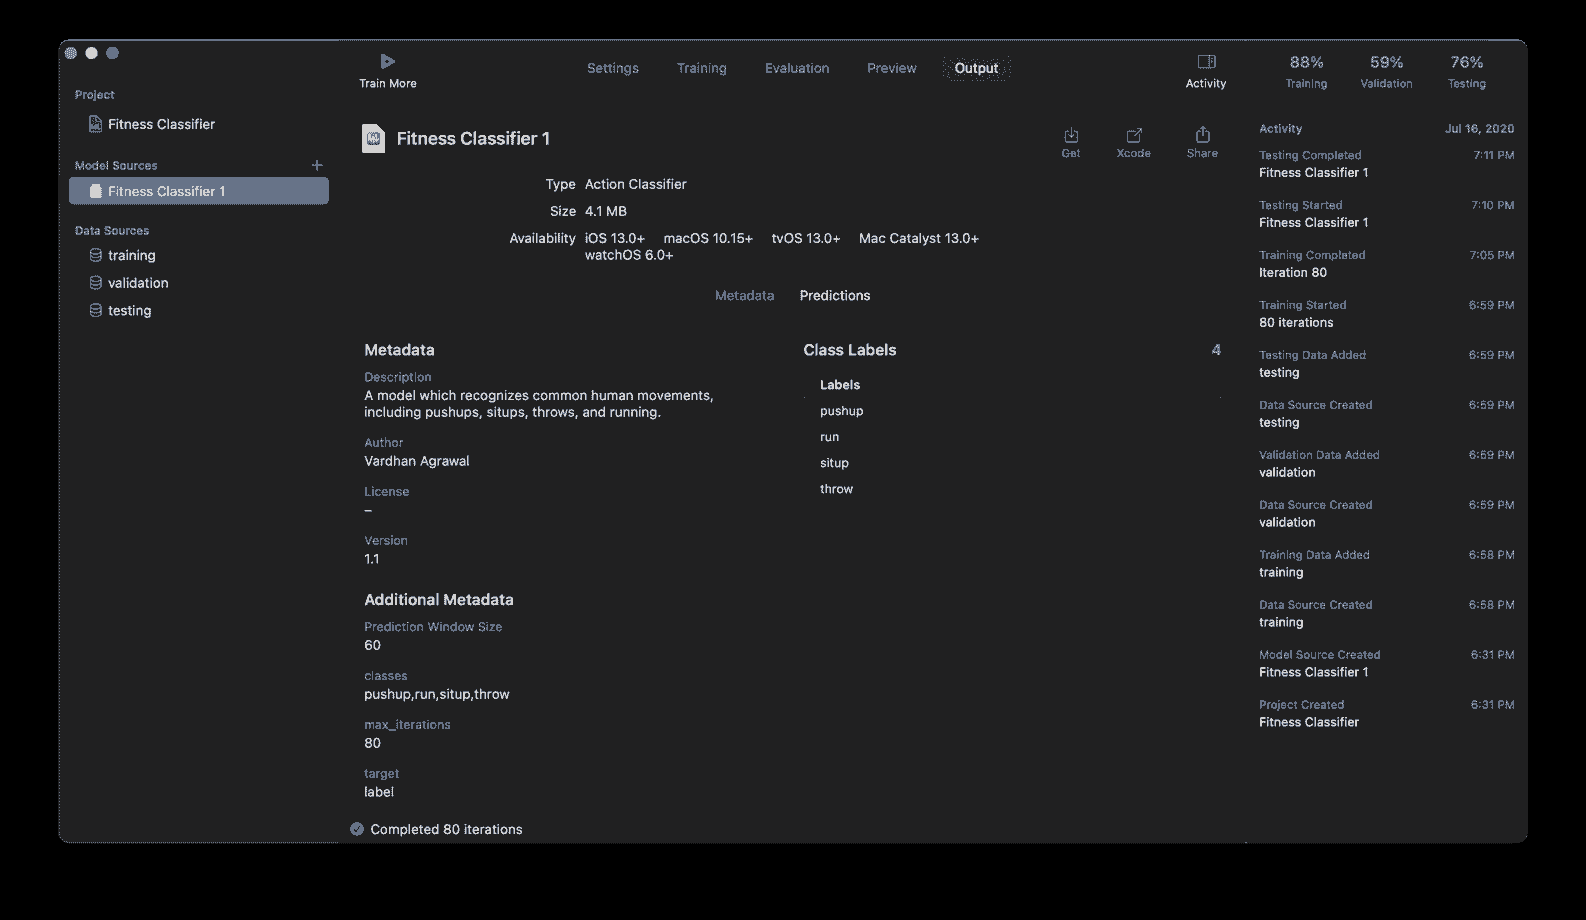 Train More
Settings
Training
Evaluation
Preview
Output
Activity
88%
Training
59%
Validation
76%
Testing
Project
Fitness Classifier
Model Sources
+
Fitness Classifier 1
Data Sources
training
validation
testing
Fitness Classifier 1
Get
Xcode
Share
Type Action Classifier
Size 4.1 MB
Availability iOS 13.0+ macOS 10.15+ tvOS 13.0+ Mac Catalyst 13.0+
watchOS 6.0+
Metadata
Predictions
Metadata
Description
A model which recognizes common human movements,
including pushups, situps, throws, and running.
Author
Vardhan Agrawal
License
–
Version
1.1
Additional Metadata
Prediction Window Size
60
classes
pushup,run,situp,throw
max_iterations
80
target
label
Completed 80 iterations
Class Labels 4
Labels
pushup
run
situp
throw
Activity Jul 16, 2020
Testing Completed 7:11 PM
Fitness Classifier 1
Testing Started 7:10 PM
Fitness Classifier 1
Training Completed 7:05 PM
Iteration 80
Training Started 6:59 PM
80 iterations
Testing Data Added 6:59 PM
testing
Data Source Created 6:59 PM
testing
Validation Data Added 6:59 PM
validation
Data Source Created 6:59 PM
validation
Training Data Added 6:58 PM
training
Data Source Created 6:58 PM
training
Model Source Created 6:31 PM
Fitness Classifier 1
Project Created 6:31 PM
Fitness Classifier